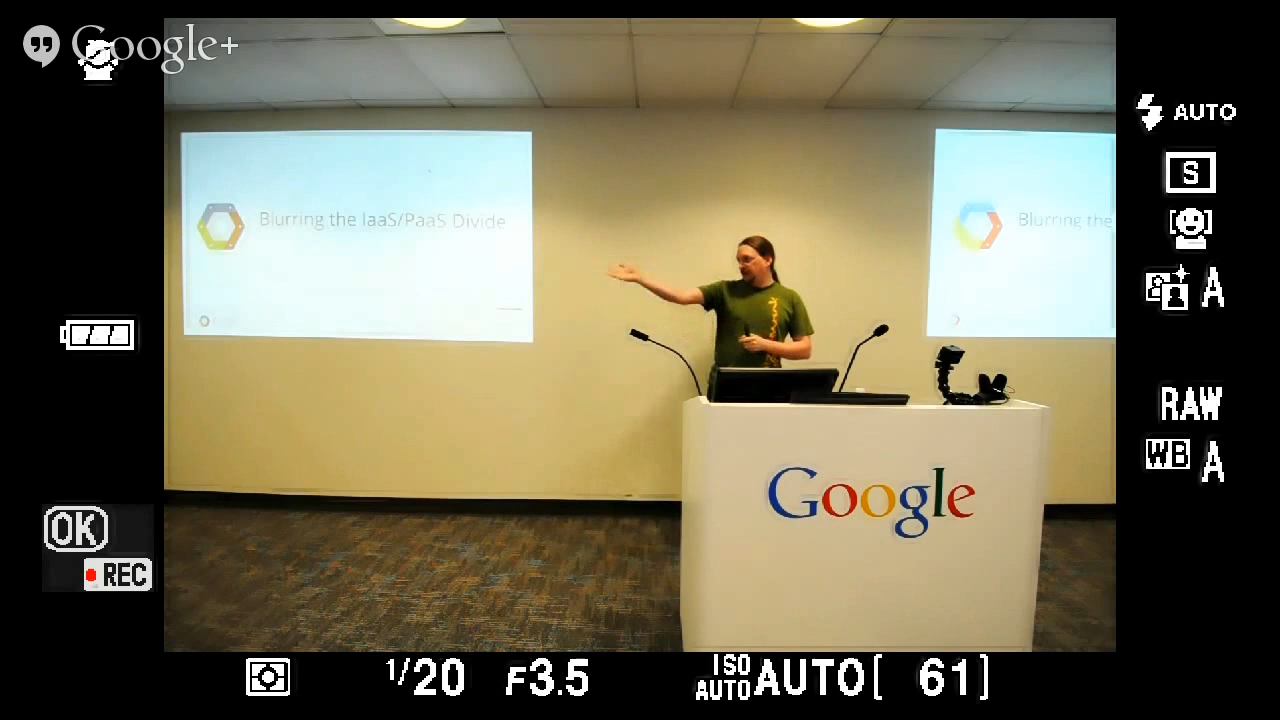 Google+
AUTO
S
Blurring the IaaS/PaaS Divide
Blurring the
A
RAW
WB A
Google
OK
REC
1/20 F3.5 ISO AUTO AUTO [ 61]